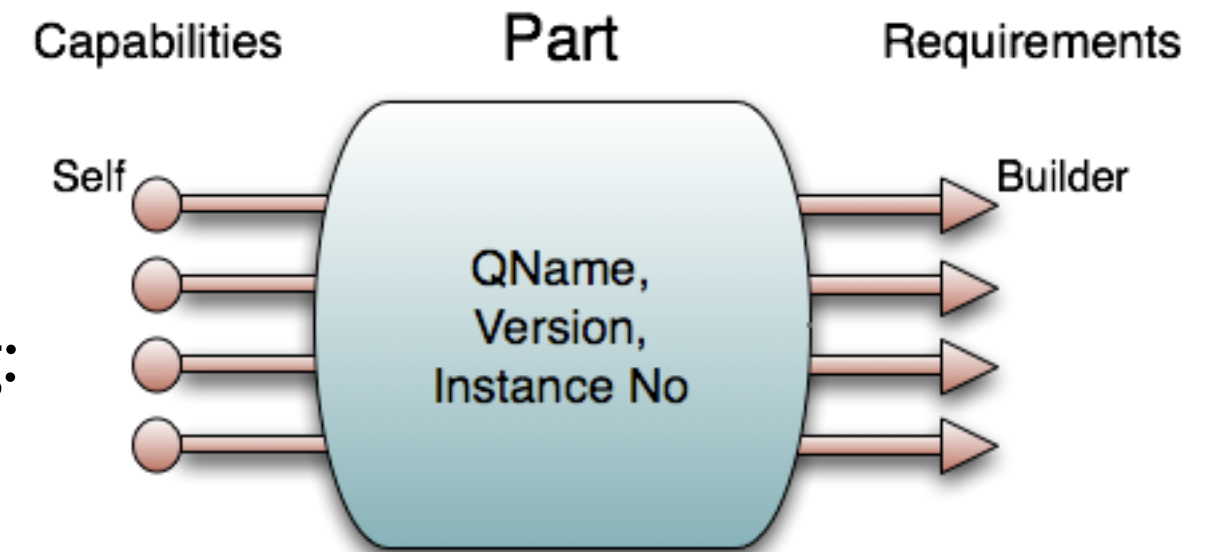 Capabilities
Part
Requirements
Self
Builder
QName,
Version,
Instance No